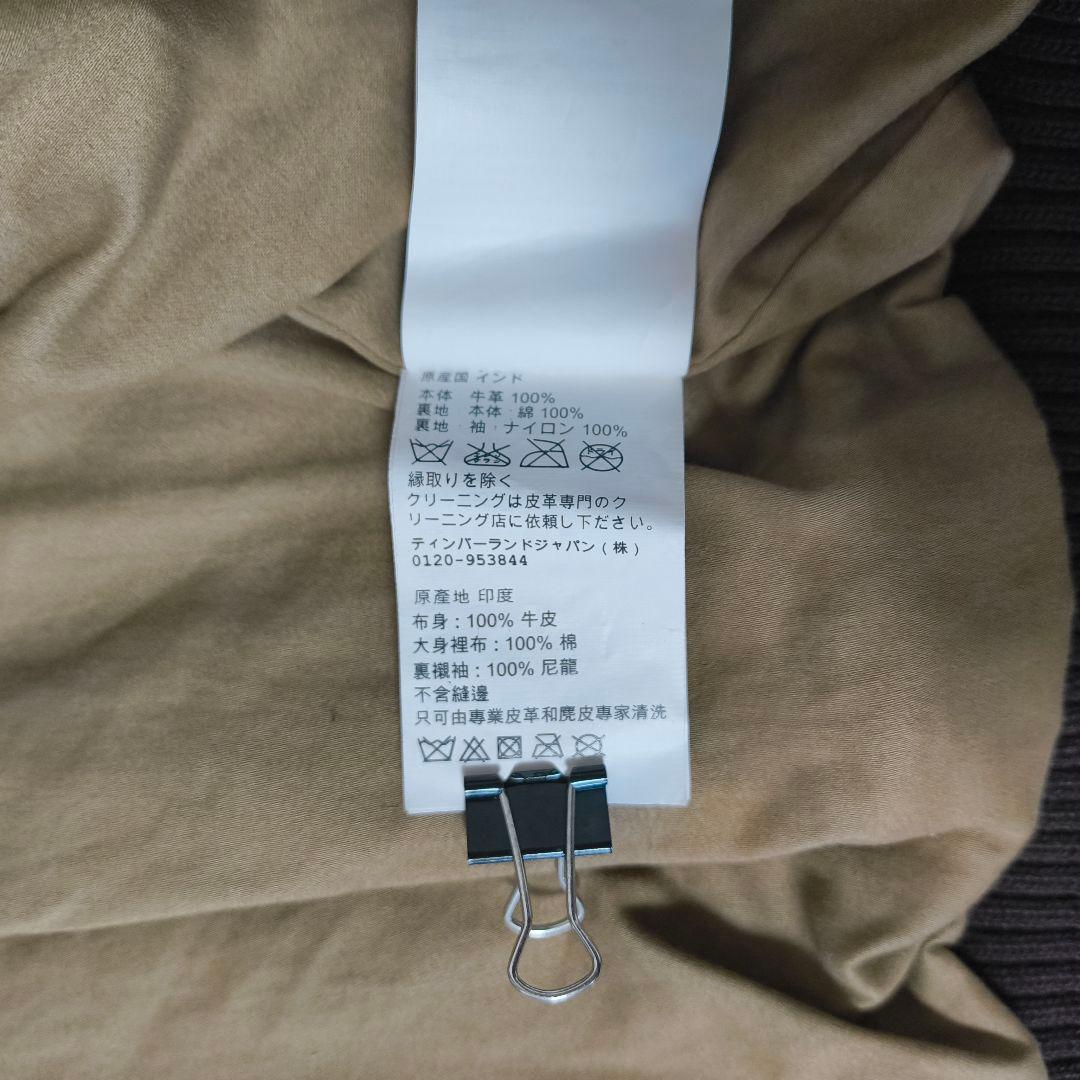 原産国 インド
本体 牛革 100%
裏地 本体・綿 100%
裏地・袖・ナイロン 100%
縁取りを除く
クリーニングは皮革専門のク
リーニング店に依頼し下ださい。
ティンバーランドジャパン(株)
0120-953844
原產地 印度
布身:100% 牛皮
大身裡布:100% 棉
裏襯袖:100% 尼龍
不含縫邊
只可由專業皮革和麂皮專家清洗